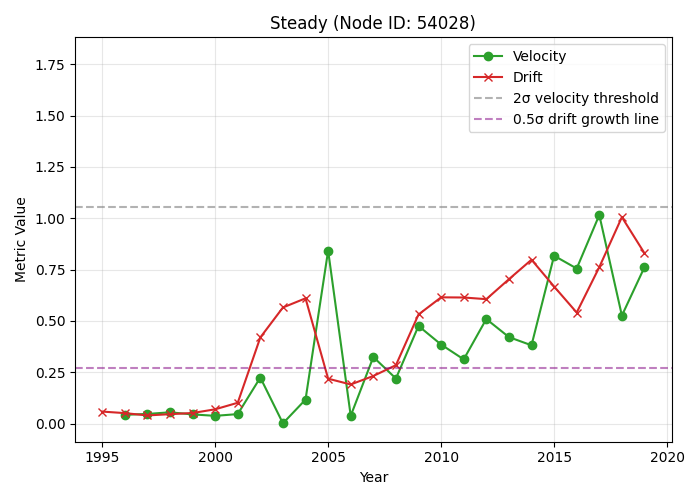 Steady (Node ID: 54028)
Velocity
Drift
2σ velocity threshold
0.5σ drift growth line
Metric Value
1.75
1.50
1.25
1.00
0.75
0.50
0.25
0.00
1995 2000 2005 2010 2015 2020
Year